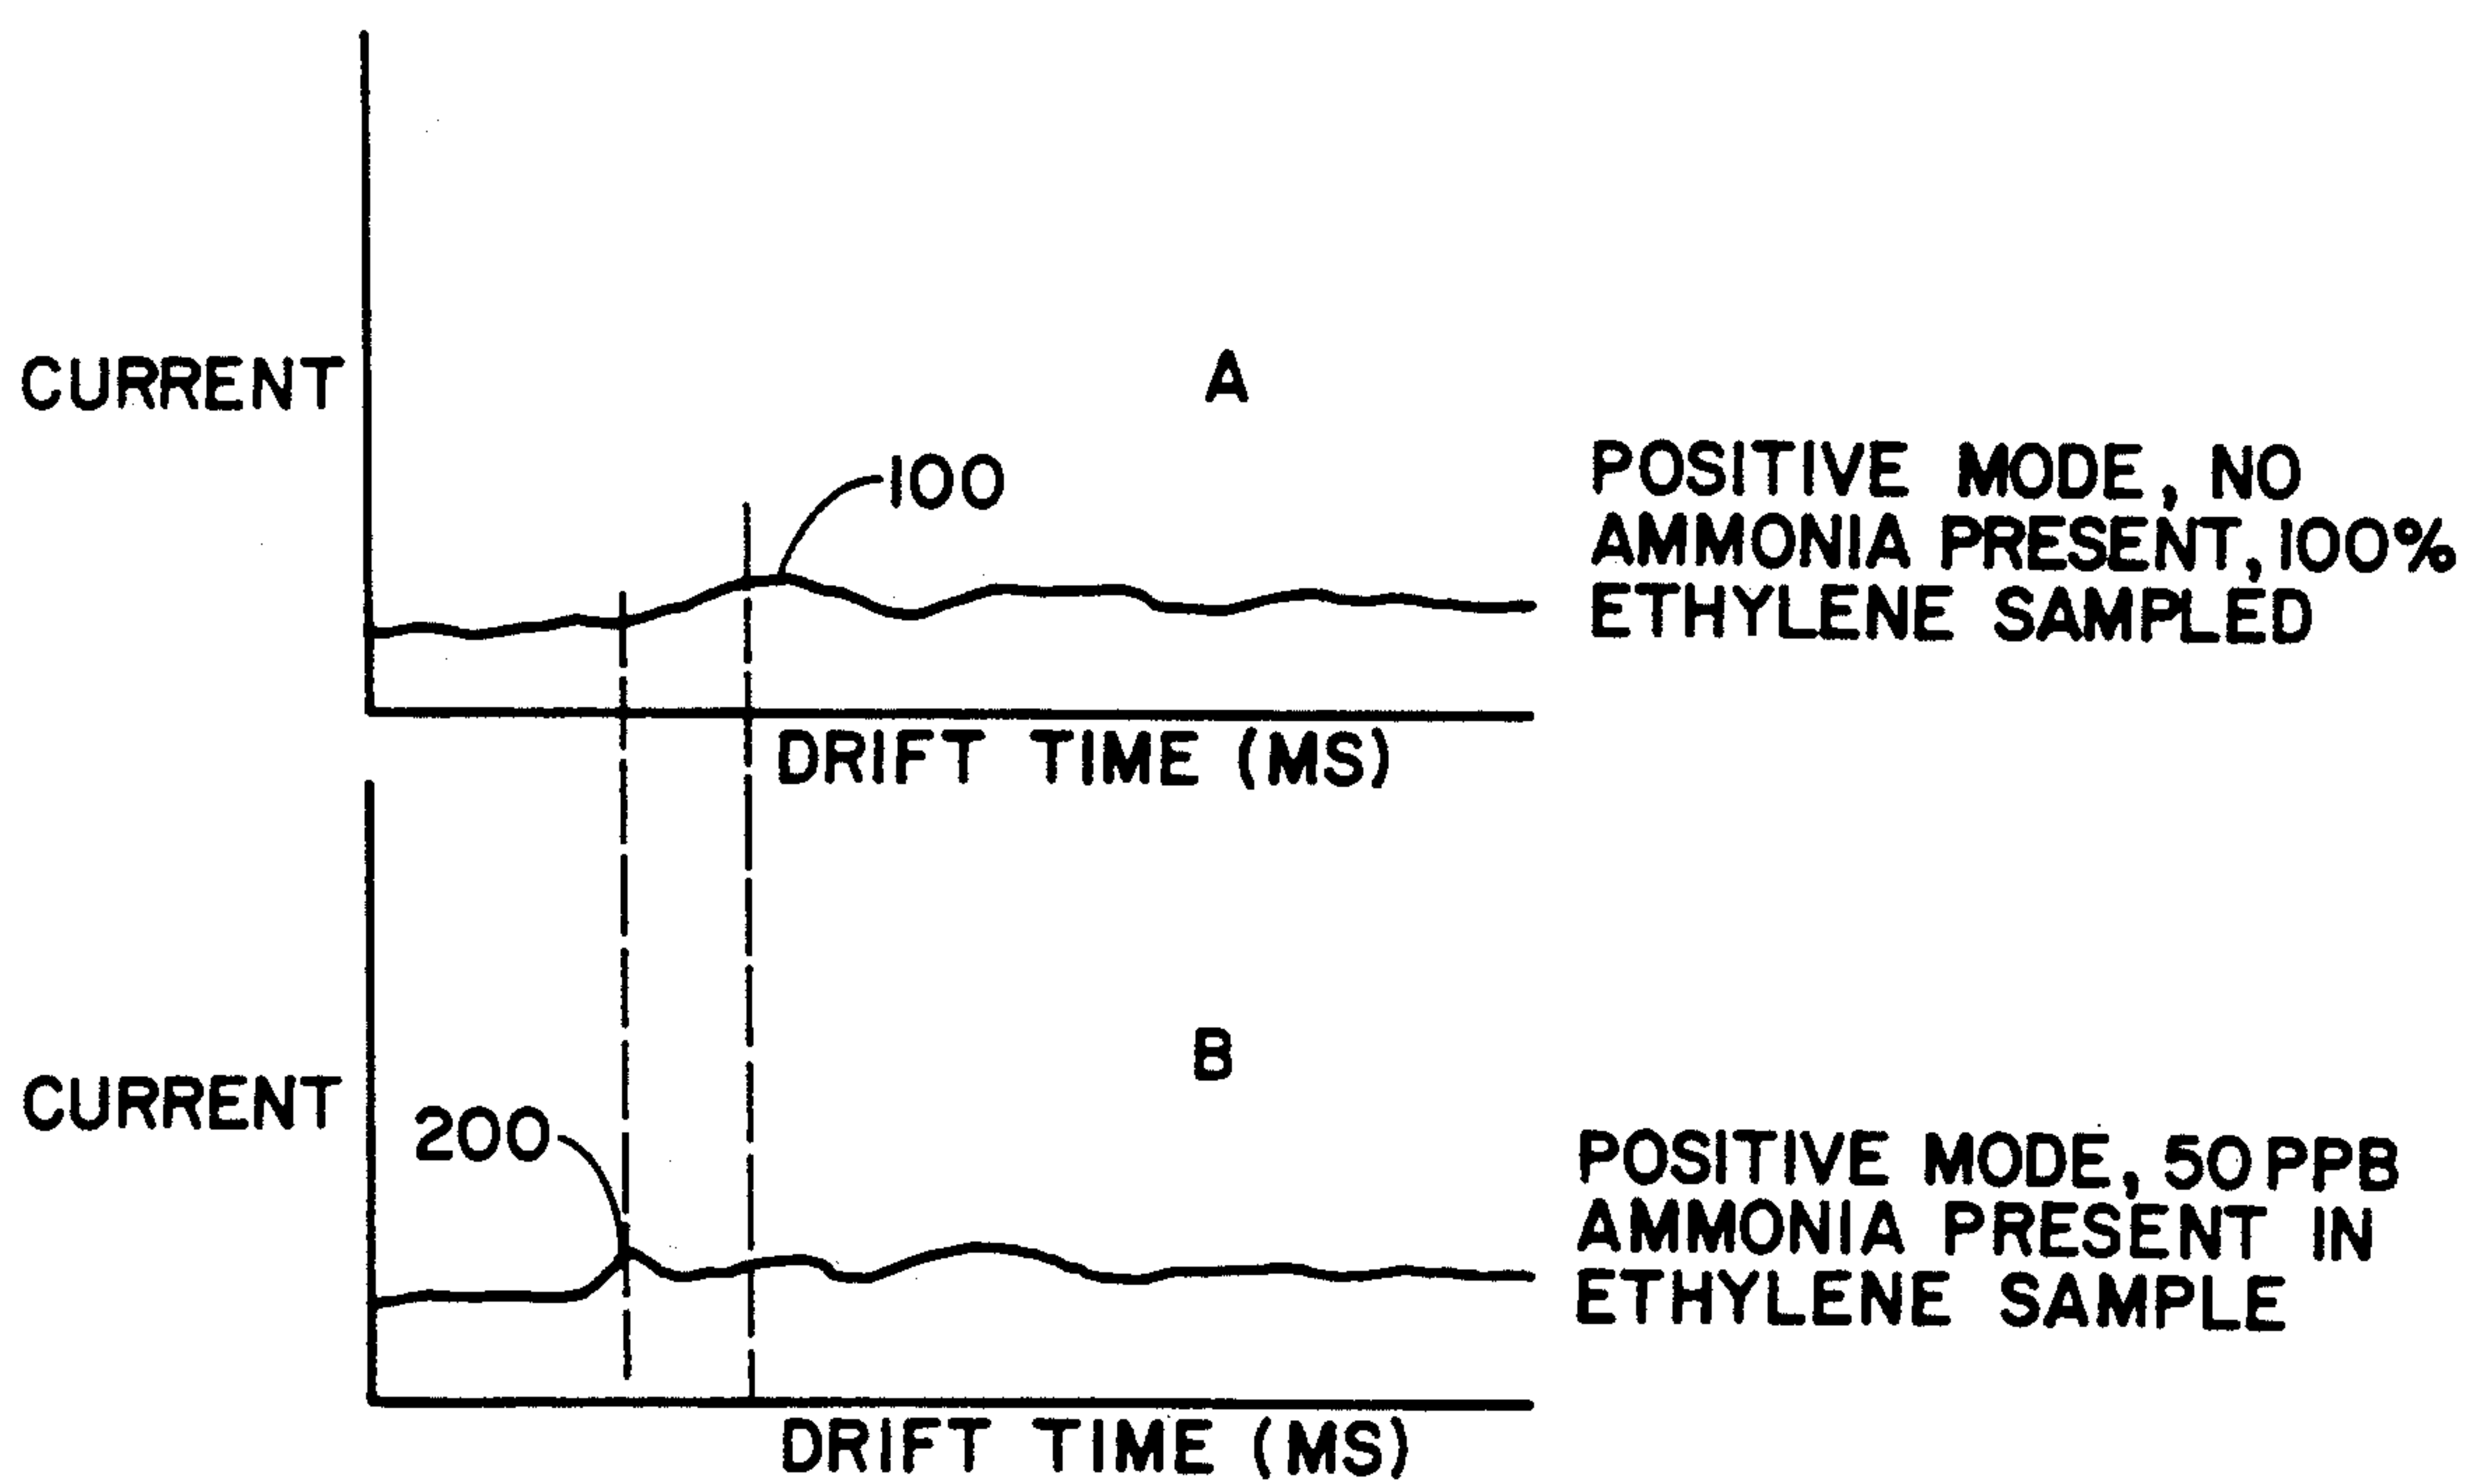 CURRENT
A
100
POSITIVE MODE, NO
AMMONIA PRESENT, 100%
ETHYLENE SAMPLED
DRIFT TIME (MS)
CURRENT
B
200
POSITIVE MODE, 50 PPB
AMMONIA PRESENT IN
ETHYLENE SAMPLE
DRIFT TIME (MS)